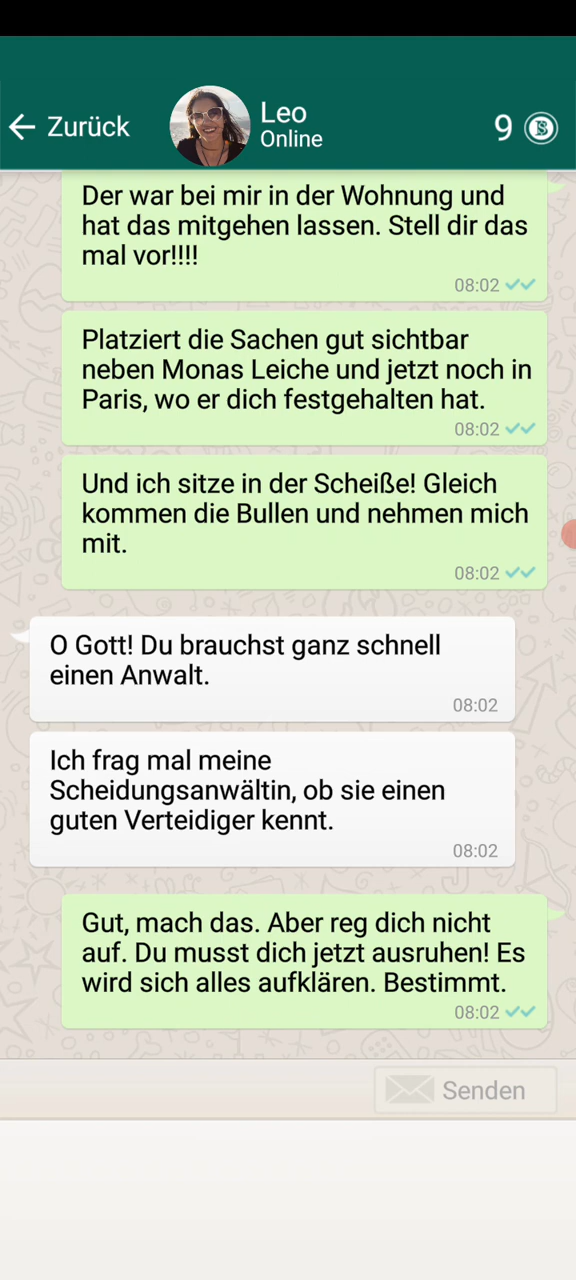 Zurück
Leo
Online
9
Der war bei mir in der Wohnung und
hat das mitgehen lassen. Stell dir das
mal vor!!!!
08:02
Platziert die Sachen gut sichtbar
neben Monas Leiche und jetzt noch in
Paris, wo er dich festgehalten hat.
08:02
Und ich sitze in der Scheiße! Gleich
kommen die Bullen und nehmen mich
mit.
08:02
O Gott! Du brauchst ganz schnell
einen Anwalt.
08:02
Ich frag mal meine
Scheidungsanwältin, ob sie einen
guten Verteidiger kennt.
08:02
Gut, mach das. Aber reg dich nicht
auf. Du musst dich jetzt ausruhen! Es
wird sich alles aufklären. Bestimmt.
08:02
Senden